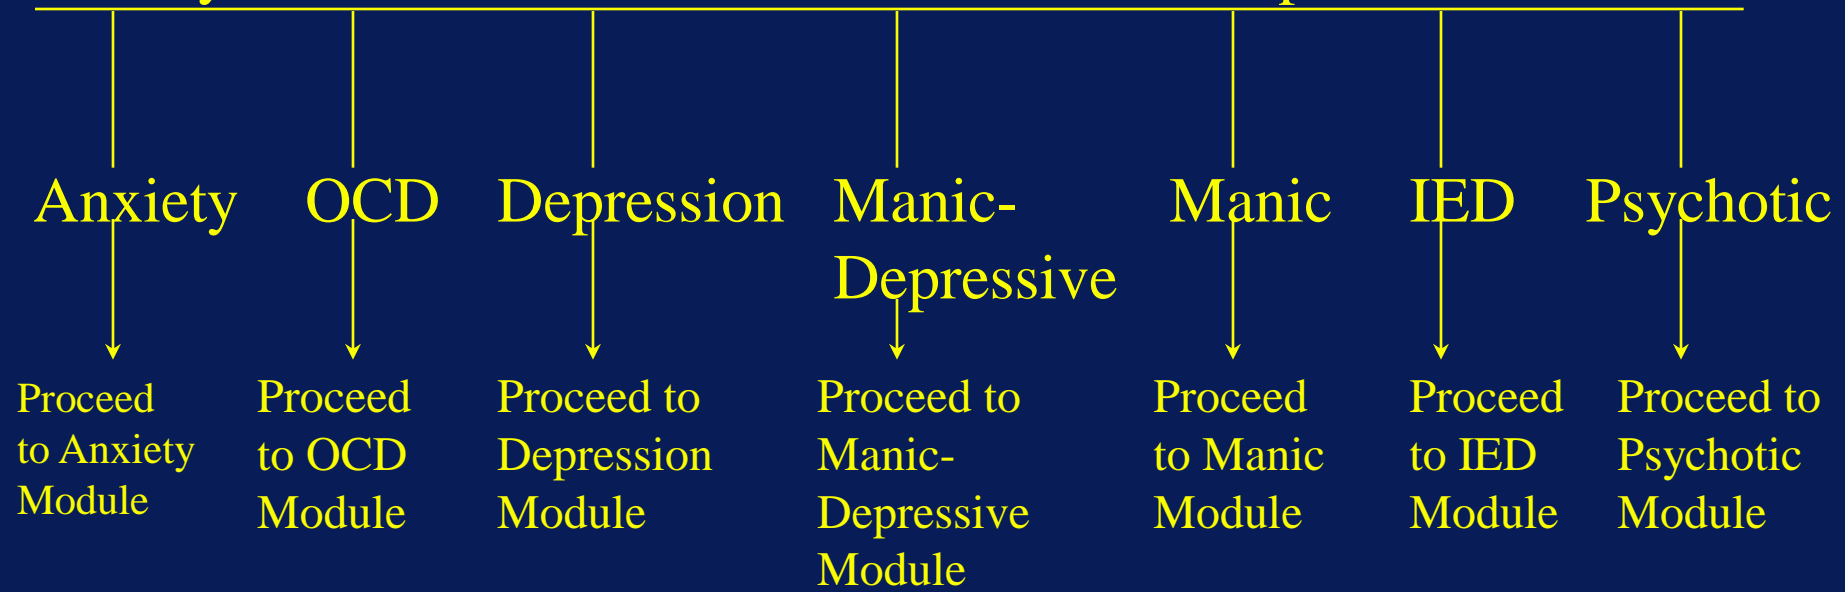 Anxiety OCD Depression Manic- Manic IED Psychotic
Depressive
Proceed
to Anxiety
Module
Proceed
to OCD
Module
Proceed to
Depression
Module
Proceed to
Manic-
Depressive
Module
Proceed
to Manic
Module
Proceed
to IED
Module
Proceed to
Psychotic
Module